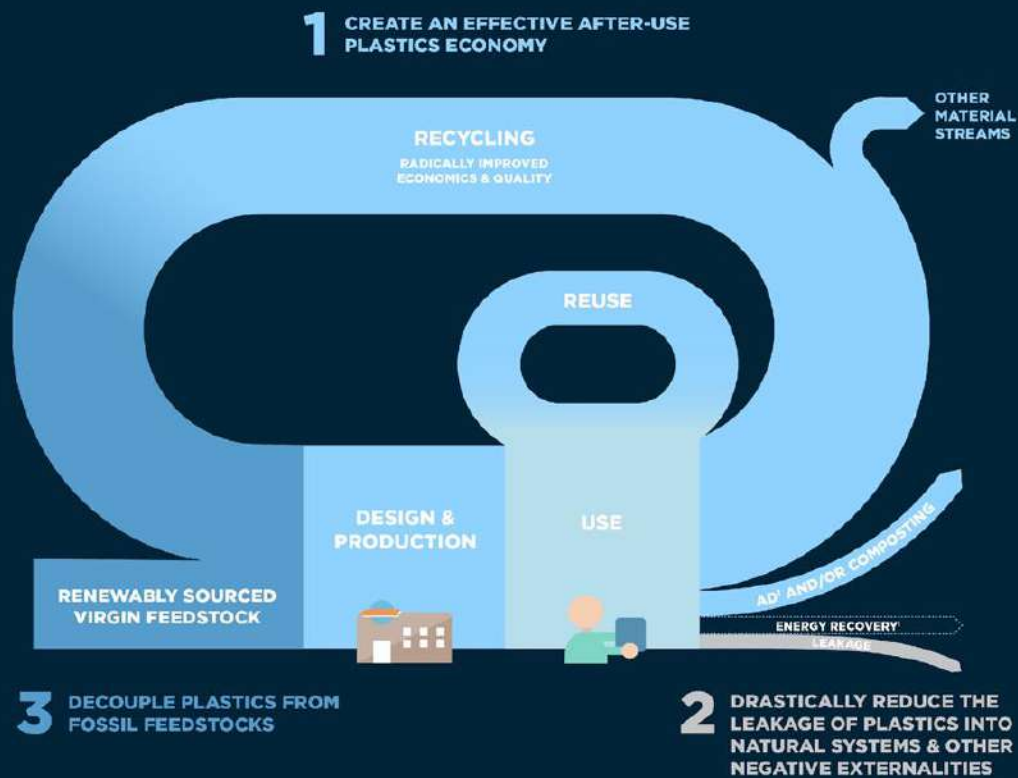 1 CREATE AN EFFECTIVE AFTER-USE
PLASTICS ECONOMY
OTHER
MATERIAL
STREAMS
RECYCLING
RADICALLY IMPROVED
ECONOMICS & QUALITY
REUSE
DESIGN &
PRODUCTION
USE
AD¹ AND/OR COMPOSTING
RENEWABLY SOURCED
VIRGIN FEEDSTOCK
ENERGY RECOVERY¹
LEAKAGE
3 DECOUPLE PLASTICS FROM
FOSSIL FEEDSTOCKS
2 DRASTICALLY REDUCE THE
LEAKAGE OF PLASTICS INTO
NATURAL SYSTEMS & OTHER
NEGATIVE EXTERNALITIES